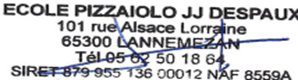 ECOLE PIZZAIOLO JJ DESPAUX
101 rue Alsace Lorraine
65300 LANNEMEZAN
Tél 05 62 50 18 64
SIRET 879 955 136 00012 NAF 8559A